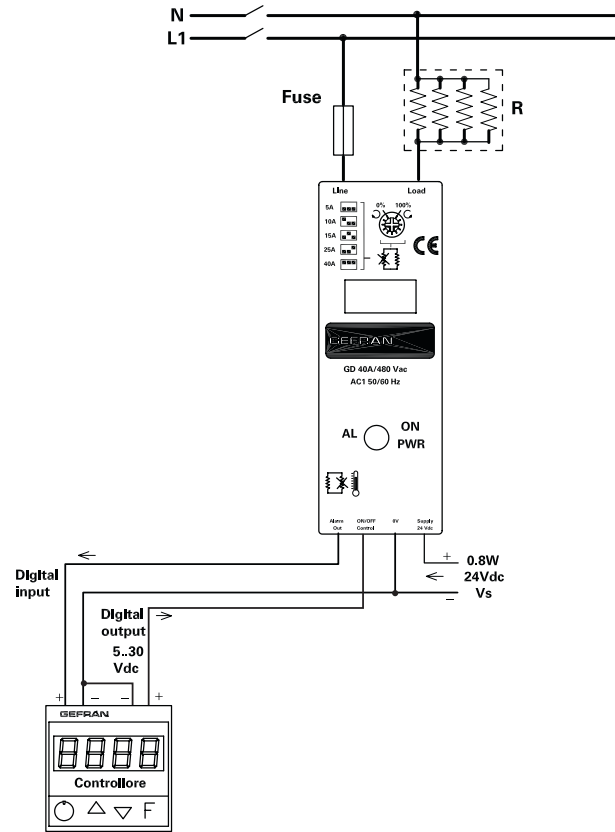 N
L1
Fuse
R
Line Load
5A
10A
15A
25A
40A
0% 100%
CE
GEFRAN
GD 40A/480 Vac
AC1 50/60 Hz
AL
ON
PWR
Alarm
Out
ON/OFF
Control
0V
Supply
24 Vdc
Digital
input
+ 0.8W
24Vdc
– Vs
Digital
output
5..30
Vdc
+ – – +
GEFRAN
8888
Controllore
F